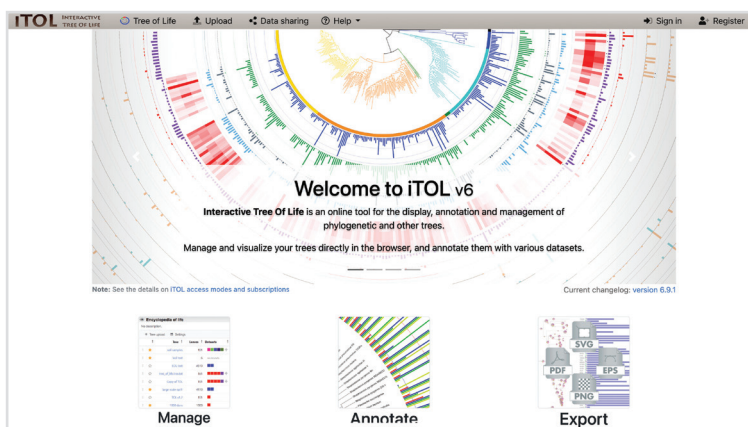 iTOL INTERACTIVE TREE OF LIFE Tree of Life Upload Data sharing Help Sign in Register
Welcome to iTOL v6
Interactive Tree Of Life is an online tool for the display, annotation and management of
phylogenetic and other trees.
Manage and visualize your trees directly in the browser, and annotate them with various datasets.
Note: See the details on iTOL access modes and subscriptions
Current changelog: version 6.9.1
Encyclopedia of life
SVG
PDF
EPS
PNG
Manage
Annotate
Export